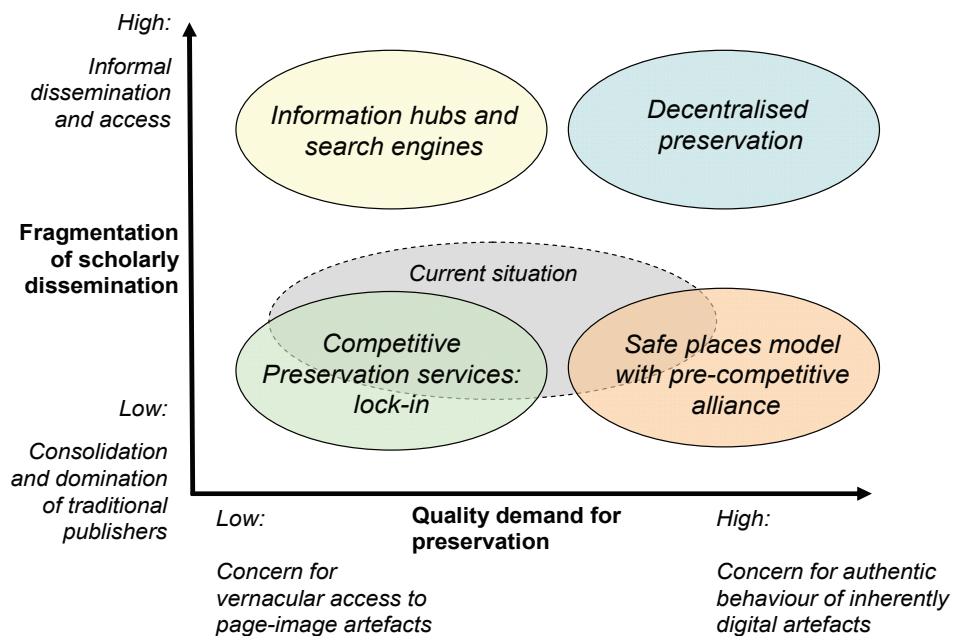 High:
Informal
dissemination
and access
Information hubs and
search engines
Decentralised
preservation
Fragmentation
of scholarly
dissemination
Current situation
Competitive
Preservation services:
lock-in
Safe places model
with pre-competitive
alliance
Low:
Consolidation
and domination
of traditional
publishers
Low:
Quality demand for
preservation
High:
Concern for
vernacular access to
page-image artefacts
Concern for authentic
behaviour of inherently
digital artefacts